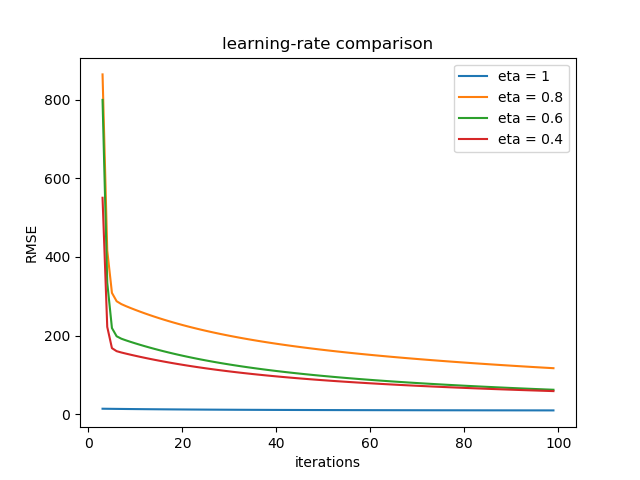 learning-rate comparison
eta = 1
eta = 0.8
eta = 0.6
eta = 0.4
RMSE
800
600
400
200
0
0 20 40 60 80 100
iterations